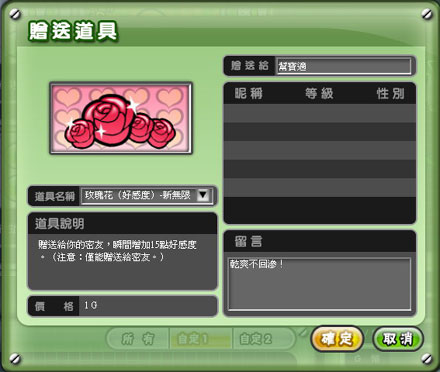 贈送道具
贈送給 幫寶適
昵稱 等級 性別
道具名稱 玫瑰花（好感度）-新無限
道具說明
贈送給你的密友，瞬間增加15點好感度
。（注意：僅能贈送給密友。）
留言
乾爽不回滲！
價格 1G
所有 自定1 自定2 確定 取消